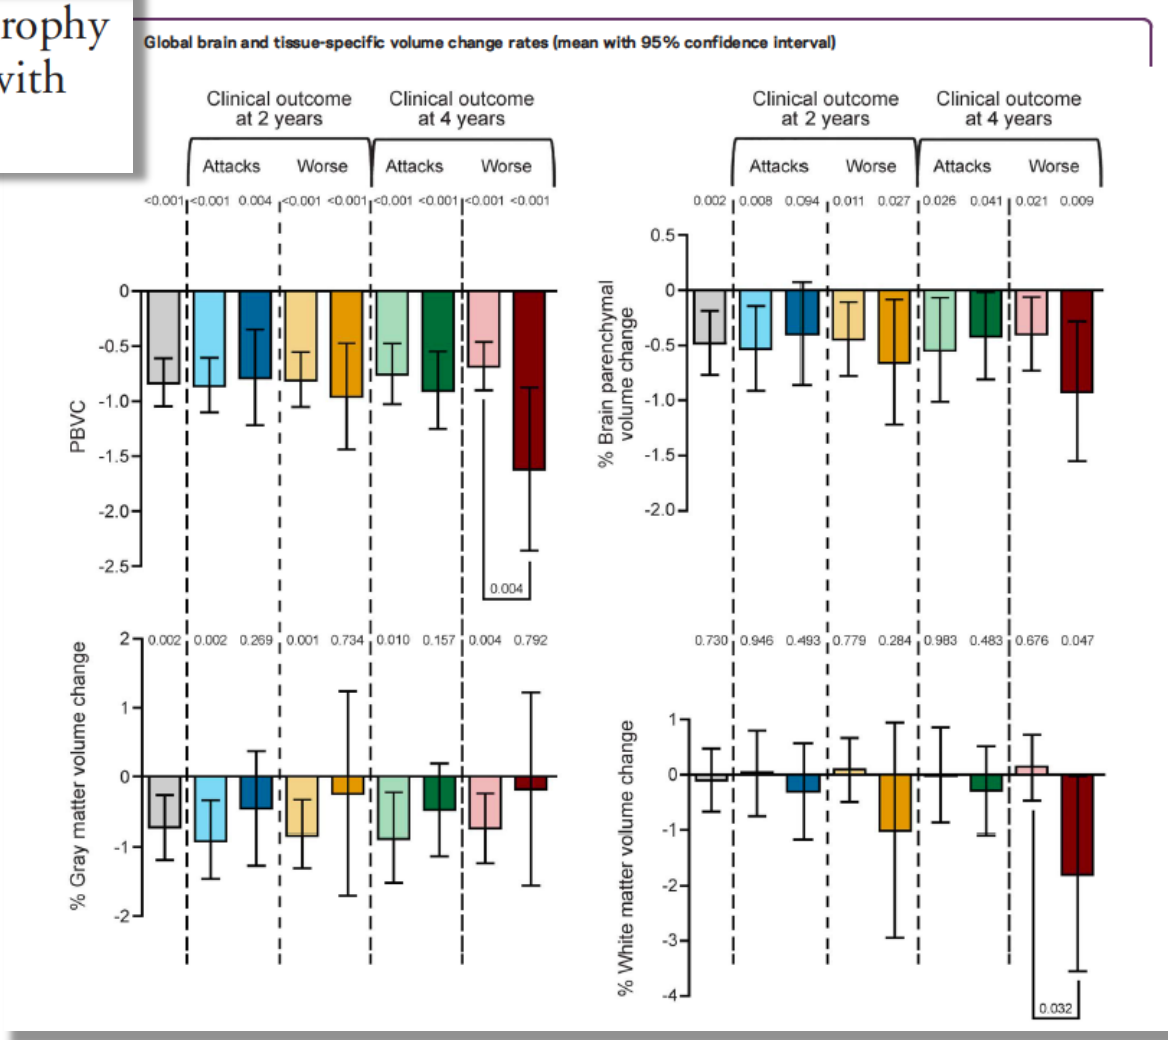 rophy
with
Global brain and tissue-specific volume change rates (mean with 95% confidence interval)
Clinical outcome
at 2 years
Clinical outcome
at 4 years
Attacks Worse Attacks Worse
<0.001 <0.001 0.004 <0.001 <0.001 <0.001 <0.001 <0.001 <0.001
PBVC
0
-0.5
-1.0
-1.5
-2.0
-2.5
0.004
Clinical outcome
at 2 years
Clinical outcome
at 4 years
Attacks Worse Attacks Worse
0.002 0.008 0.094 0.011 0.027 0.026 0.041 0.021 0.009
% Brain parenchymal
volume change
0.5
0
-0.5
-1.0
-1.5
-2.0
% Gray matter volume change
0.002 0.002 0.269 0.001 0.734 0.010 0.157 0.004 0.792
2
1
0
-1
-2
% White matter volume change
0.730 0.946 0.493 0.779 0.284 0.983 0.483 0.676 0.047
1
0
-1
-2
-3
-4
0.032